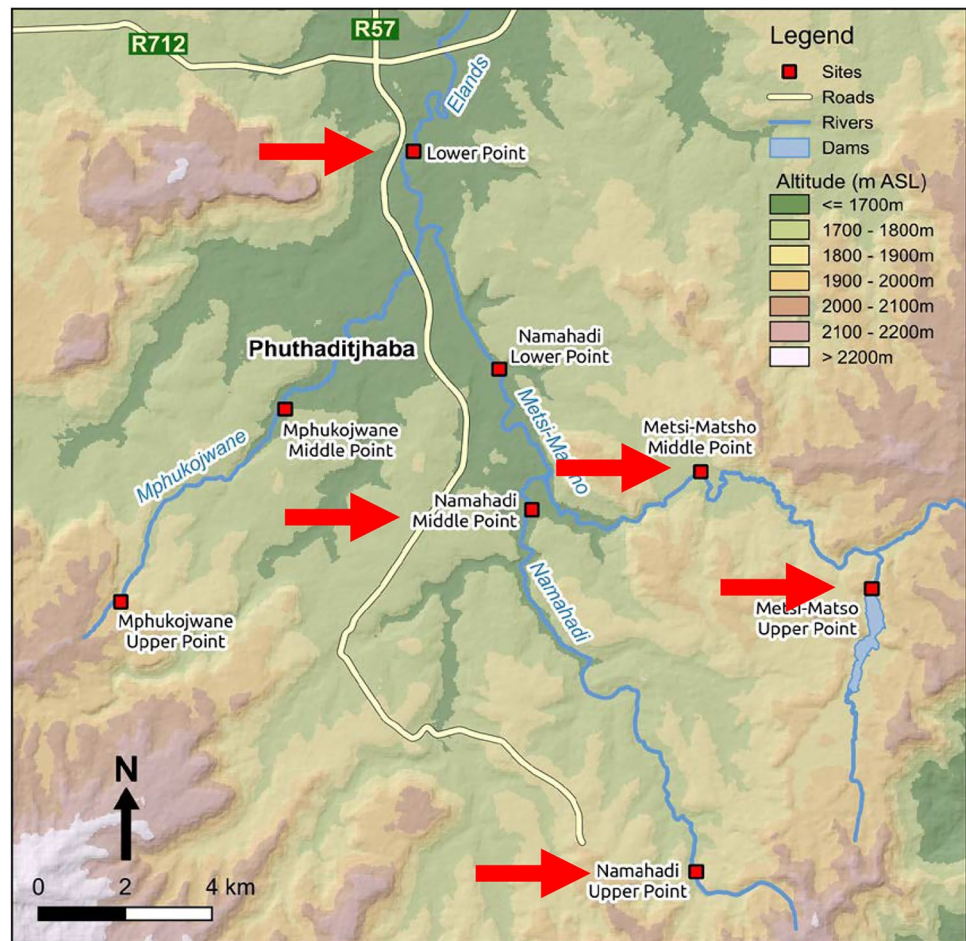 R712
R57
Elands
Lower Point
Legend
Sites
Roads
Rivers
Dams
Altitude (m ASL)
<= 1700m
1700 - 1800m
1800 - 1900m
1900 - 2000m
2000 - 2100m
2100 - 2200m
> 2200m
Phuthaditjhaba
Namahadi
Lower Point
Metsi-Matsho
Mphukojwane
Middle Point
Mphukojwane
Metsi-Matsho
Middle Point
Namahadi
Middle Point
Namahadi
Mphukojwane
Upper Point
Metsi-Matso
Upper Point
N
0 2 4 km
Namahadi
Upper Point